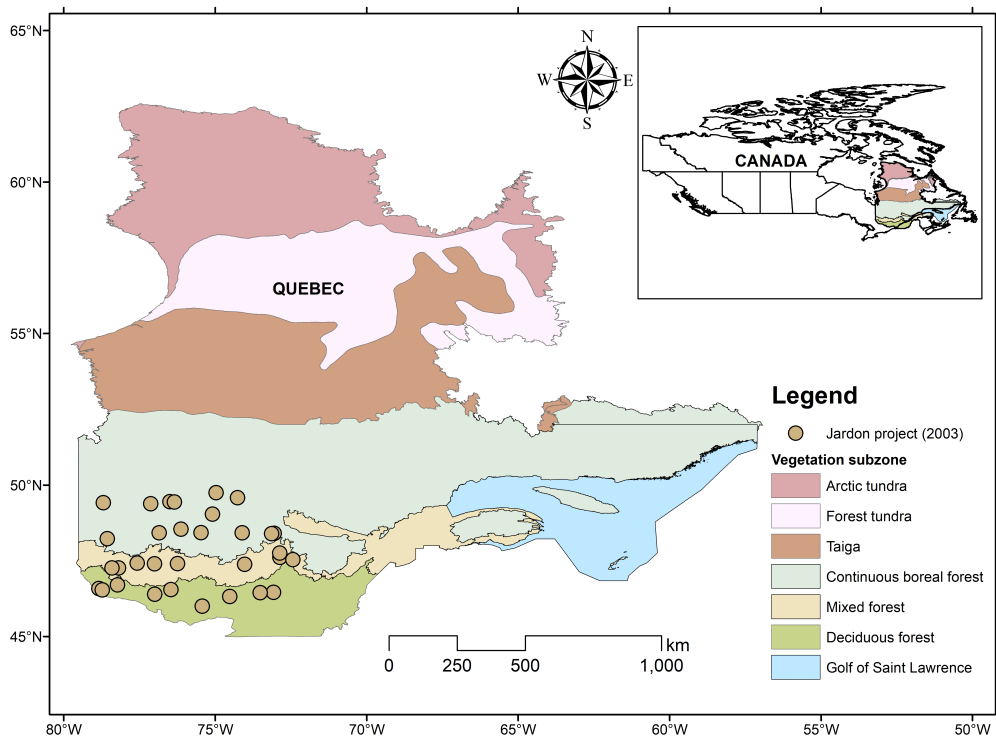 65°N
60°N
55°N
50°N
45°N
80°W
75°W
70°W
65°W
60°W
55°W
50°W
N
W
E
S
CANADA
QUEBEC
Legend
Jardon project (2003)
Vegetation subzone
Arctic tundra
Forest tundra
Taiga
Continuous boreal forest
Mixed forest
Deciduous forest
Golf of Saint Lawrence
km
0 250 500 1,000